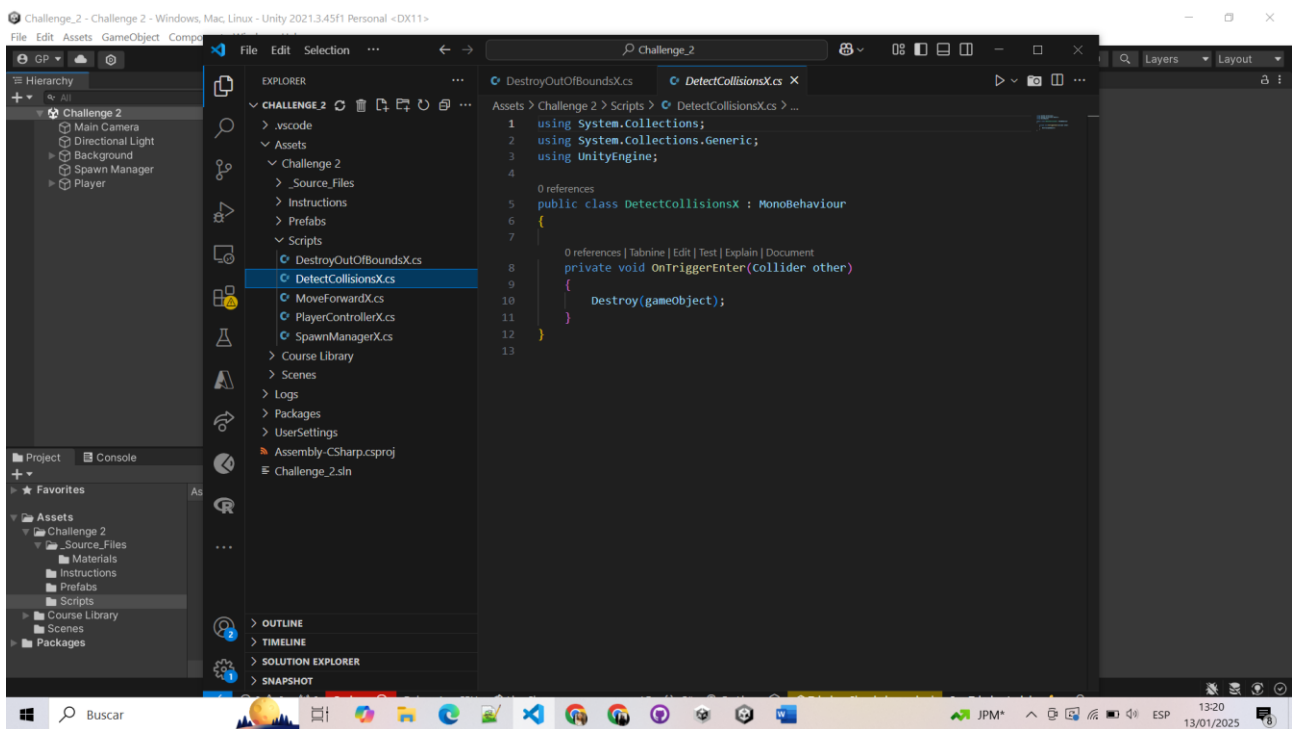 Challenge_2 - Challenge 2 - Windows, Mac, Linux - Unity 2021.3.45f1 Personal <DX11>
File Edit Assets GameObject Compo
GP
Layers
Layout
Hierarchy
All
Challenge 2
Main Camera
Directional Light
Background
Spawn Manager
Player
Project
Console
Favorites
As
Assets
Challenge 2
_Source_Files
Materials
Instructions
Prefabs
Scripts
Course Library
Scenes
Packages
File Edit Selection ···
Challenge_2
EXPLORER
CHALLENGE_2
> .vscode
Assets
Challenge 2
> _Source_Files
> Instructions
> Prefabs
Scripts
DestroyOutOfBoundsX.cs
DetectCollisionsX.cs
MoveForwardX.cs
PlayerControllerX.cs
SpawnManagerX.cs
> Course Library
> Scenes
> Logs
> Packages
> UserSettings
Assembly-CSharp.csproj
Challenge_2.sln
> OUTLINE
> TIMELINE
> SOLUTION EXPLORER
> SNAPSHOT
2
1
DestroyOutOfBoundsX.cs
DetectCollisionsX.cs
Assets > Challenge 2 > Scripts > DetectCollisionsX.cs > ...
1 using System.Collections;
2 using System.Collections.Generic;
3 using UnityEngine;
4
0 references
5 public class DetectCollisionsX : MonoBehaviour
6 {
7
0 references | Tabnine | Edit | Test | Explain | Document
8 private void OnTriggerEnter(Collider other)
9 {
10 Destroy(gameObject);
11 }
12 }
13
Buscar
JPM*
ESP
13:20
13/01/2025
8